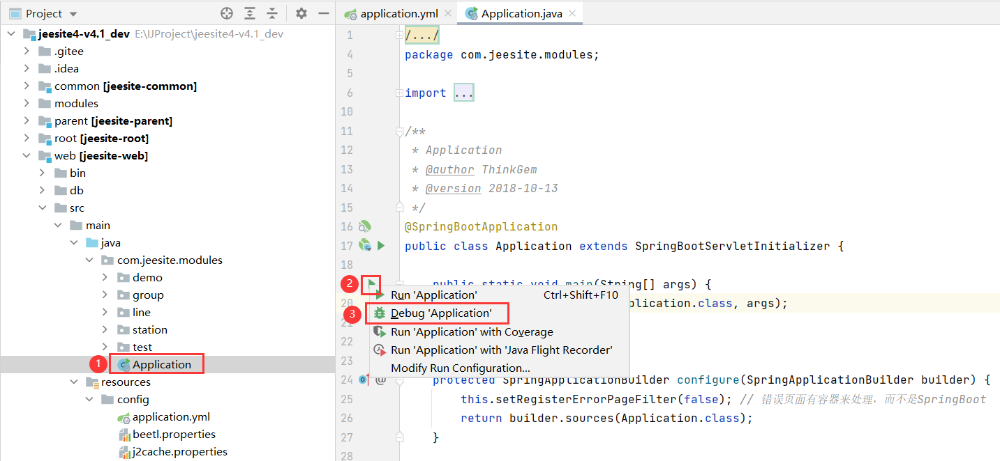 Project
jeesite4-v4.1_dev E:\IJProject\jeesite4-v4.1_dev
.gitee
.idea
common [jeesite-common]
modules
parent [jeesite-parent]
root [jeesite-root]
web [jeesite-web]
bin
db
src
main
java
com.jeesite.modules
demo
group
line
station
test
1 Application
resources
config
application.yml
beetl.properties
j2cache.properties
application.yml Application.java
1 /.../
4 package com.jeesite.modules;
5
6 import ...
10
11 /**
12 * Application
13 * @author ThinkGem
14 * @version 2018-10-13
15 */
16 @SpringBootApplication
17 public class Application extends SpringBootServletInitializer {
18
2 public static void main(String[] args) {
20 plication.class, args);
21
22
23
24 protected SpringApplicationBuilder configure(SpringApplicationBuilder builder) {
25 this.setRegisterErrorPageFilter(false); // 错误页面有容器来处理，而不是SpringBoot
26 return builder.sources(Application.class);
27 }
28
Run 'Application' Ctrl+Shift+F10
3 Debug 'Application'
Run 'Application' with Coverage
Run 'Application' with 'Java Flight Recorder'
Modify Run Configuration...